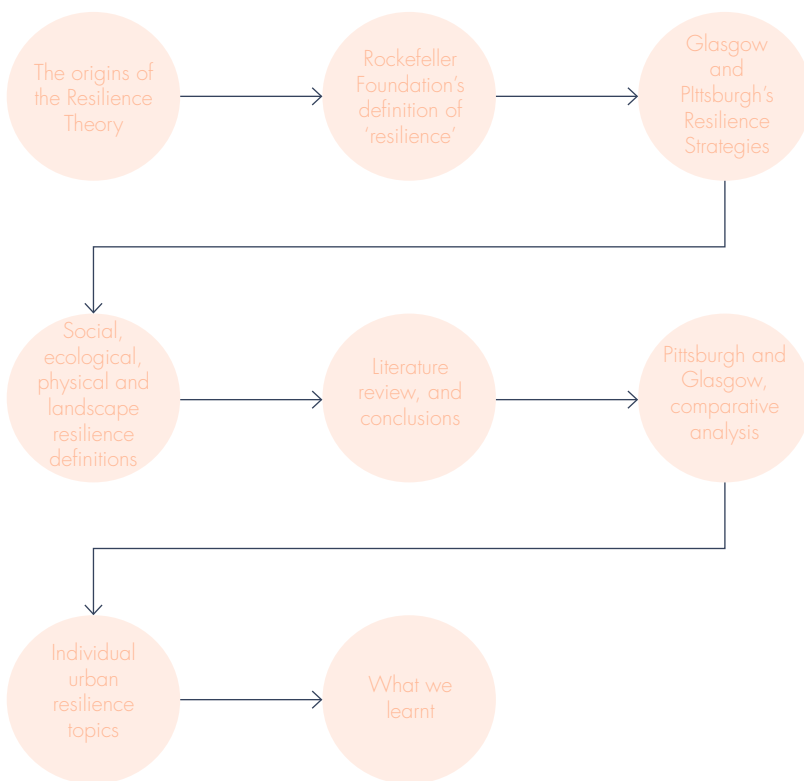 The origins of
the Resilience
Theory
Rockefeller
Foundation's
definition of
'resilience'
Glasgow
and
PIttsburgh's
Resilience
Strategies
Social,
ecological,
physical and
landscape
resilience
definitions
Literature
review, and
conclusions
Pittsburgh and
Glasgow,
comparative
analysis
Individual
urban
resilience
topics
What we
learnt